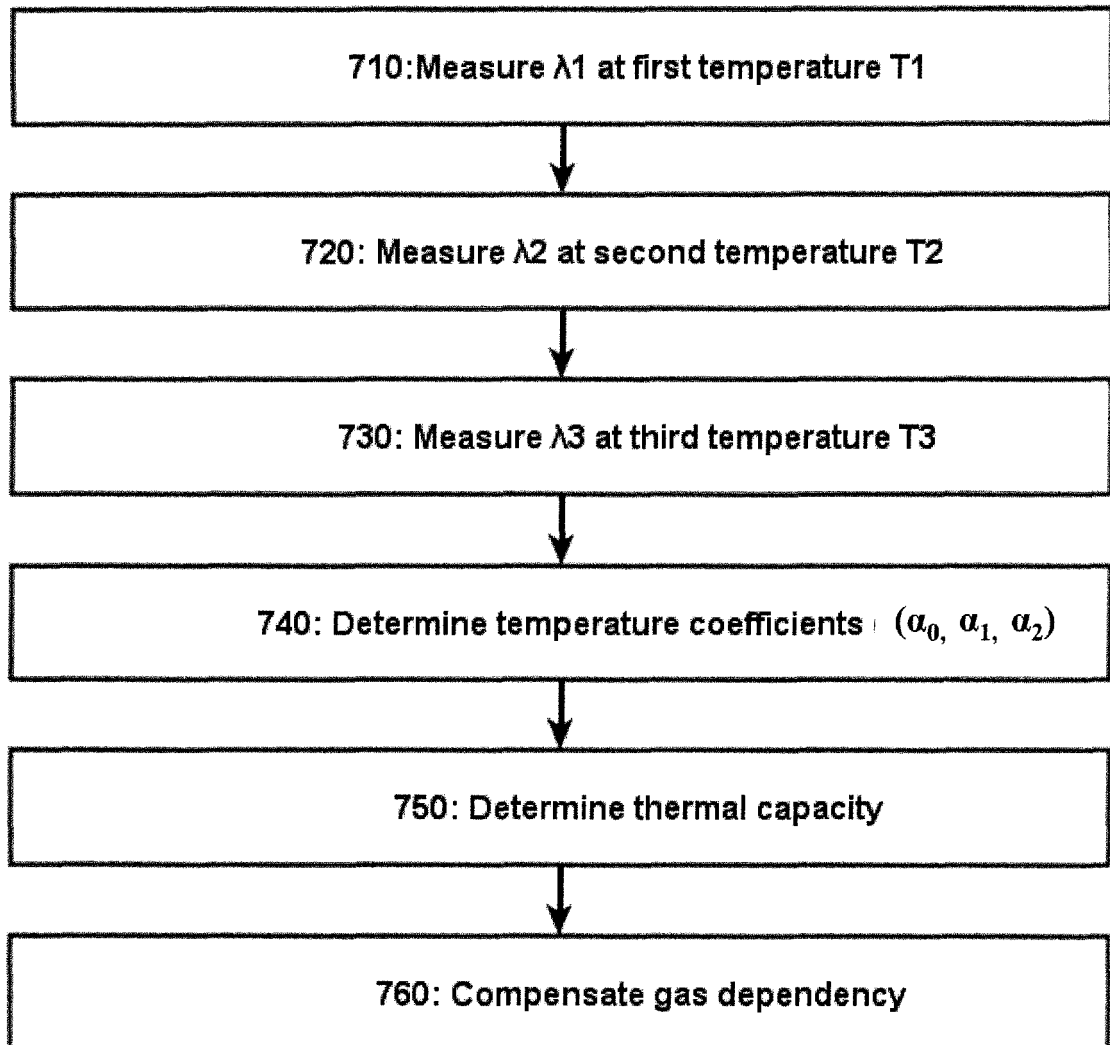 710:Measure λ1 at first temperature T1
720: Measure λ2 at second temperature T2
730: Measure λ3 at third temperature T3
740: Determine temperature coefficients (α₀, α₁, α₂)
750: Determine thermal capacity
760: Compensate gas dependency